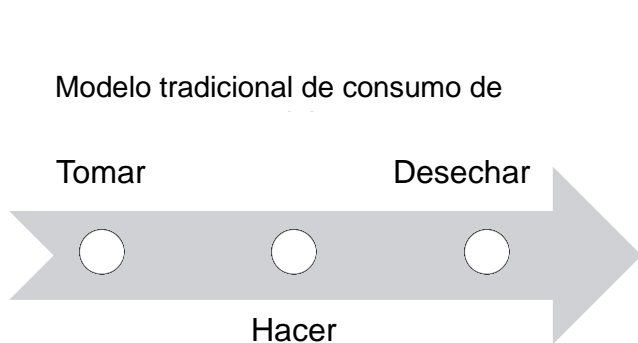 Modelo tradicional de consumo de
Tomar
Desechar
Hacer